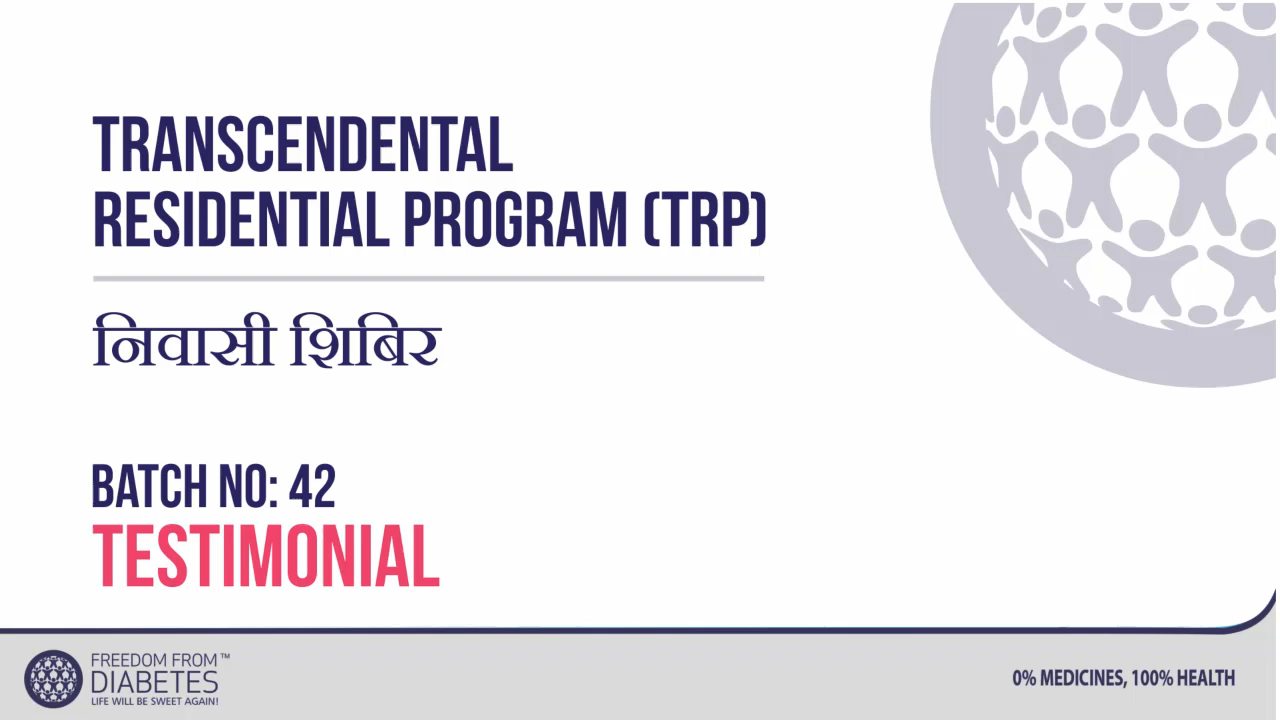 TRANSCENDENTAL
RESIDENTIAL PROGRAM (TRP)
निवासी शिबिर
BATCH NO: 42
TESTIMONIAL
FREEDOM FROM™
DIABETES
LIFE WILL BE SWEET AGAIN!
0% MEDICINES, 100% HEALTH